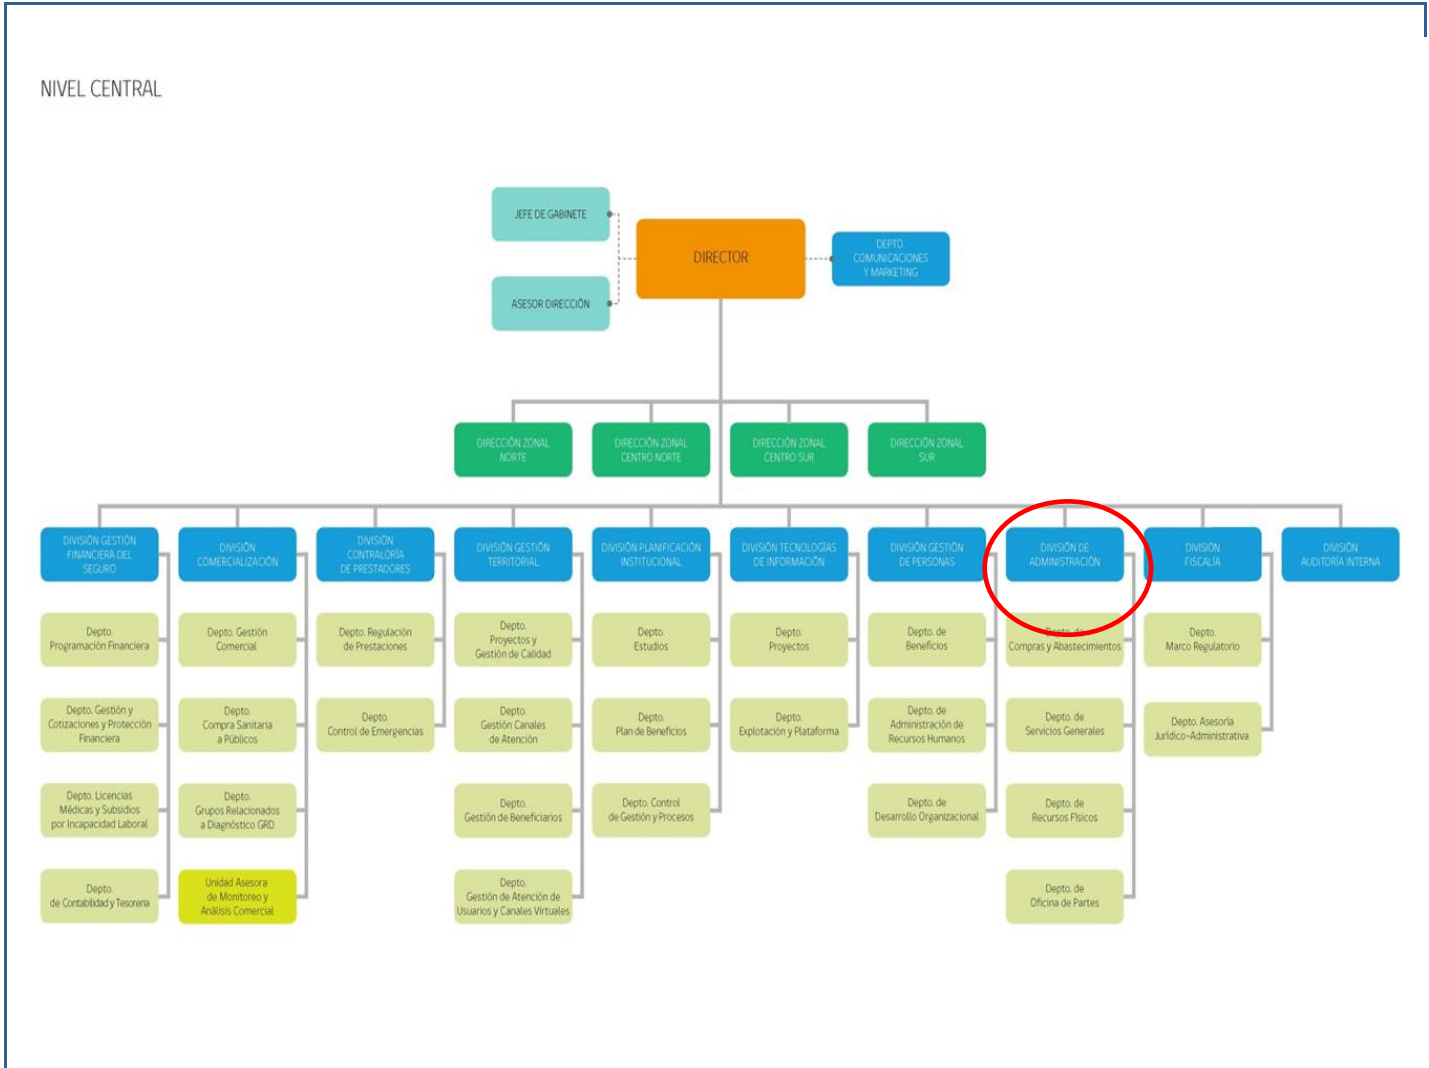 NIVEL CENTRAL
JEFE DE GABINETE
DIRECTOR
DEPTO.
COMUNICACIONES
Y MARKETING
ASESOR DIRECCIÓN
DIRECCIÓN ZONAL
NORTE
DIRECCIÓN ZONAL
CENTRO NORTE
DIRECCIÓN ZONAL
CENTRO SUR
DIRECCIÓN ZONAL
SUR
DIVISIÓN GESTIÓN
FINANCIERA DEL
SEGURO
DIVISIÓN
COMERCIALIZACIÓN
DIVISIÓN
CONTRALORÍA
DE PRESTADORES
DIVISIÓN GESTIÓN
TERRITORIAL
DIVISIÓN PLANIFICACIÓN
INSTITUCIONAL
DIVISIÓN TECNOLOGÍAS
DE INFORMACIÓN
DIVISIÓN GESTIÓN
DE PERSONAS
DIVISIÓN DE
ADMINISTRACIÓN
DIVISIÓN
FISCALÍA
DIVISIÓN
AUDITORÍA INTERNA
Depto.
Programación Financiera
Depto. Gestión
Comercial
Depto. Regulación
de Prestaciones
Depto.
Proyectos y
Gestión de Calidad
Depto.
Estudios
Depto.
Proyectos
Depto. de
Beneficios
Depto. de
Compras y Abastecimientos
Depto.
Marco Regulatorio
Depto. Gestión y
Cotizaciones y Protección
Financiera
Depto.
Compra Sanitaria
a Públicos
Depto.
Control de Emergencias
Depto.
Gestión Canales
de Atención
Depto.
Plan de Beneficios
Depto.
Explotación y Plataforma
Depto. de
Administración de
Recursos Humanos
Depto. de
Servicios Generales
Depto. Asesoría
Jurídico-Administrativa
Depto. Licencias
Médicas y Subsidios
por Incapacidad Laboral
Depto.
Grupos Relacionados
a Diagnóstico GRD
Depto.
Gestión de Beneficiarios
Depto. Control
de Gestión y Procesos
Depto. de
Desarrollo Organizacional
Depto. de
Recursos Físicos
Depto.
de Contabilidad y Tesorería
Unidad Asesora
de Monitoreo y
Análisis Comercial
Depto.
Gestión de Atención de
Usuarios y Canales Virtuales
Depto. de
Oficina de Partes